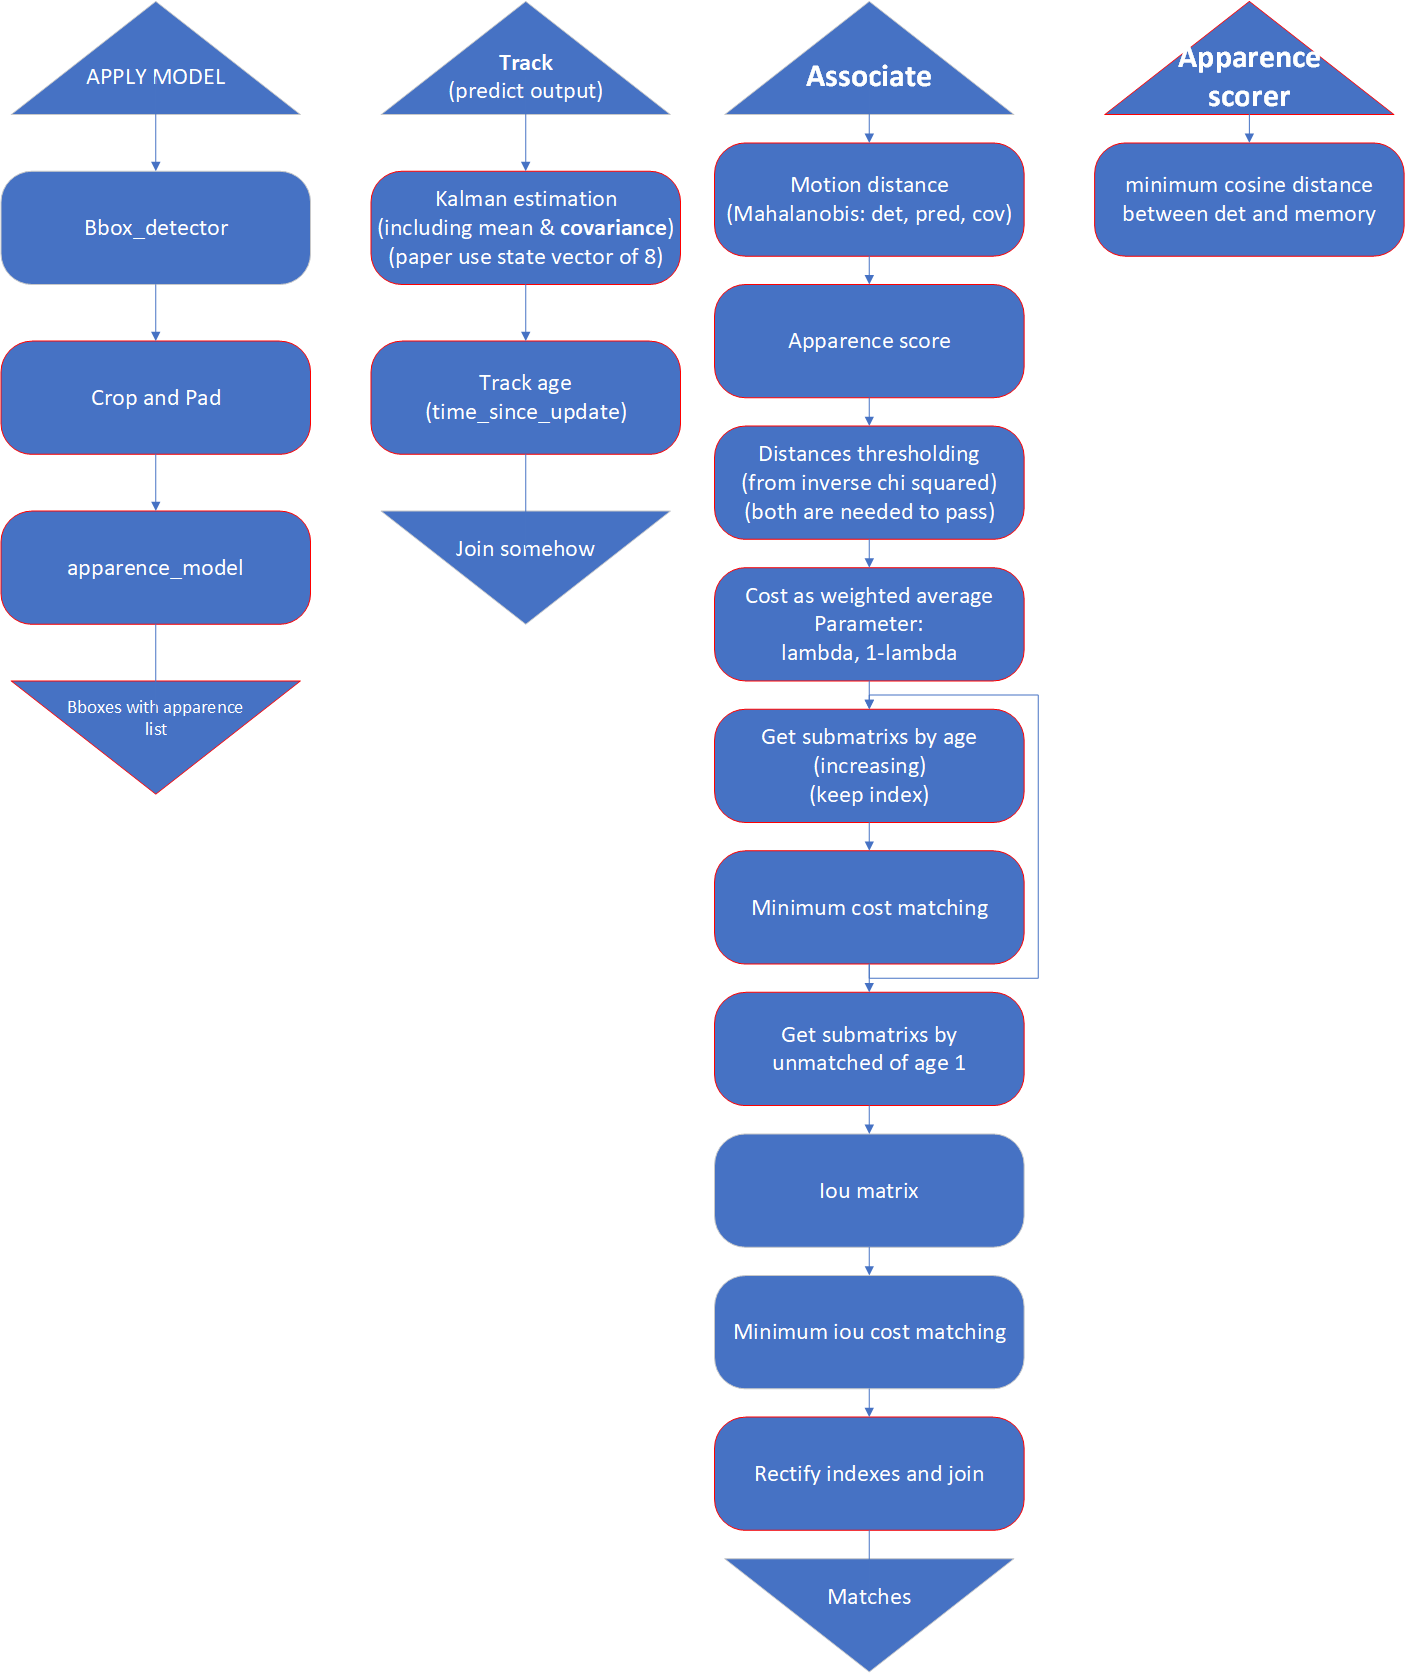 APPLY MODEL
Bbox_detector
Crop and Pad
apparence_model
Bboxes with apparence
list
Track
(predict output)
Kalman estimation
(including mean & covariance)
(paper use state vector of 8)
Track age
(time_since_update)
Join somehow
Associate
Motion distance
(Mahalanobis: det, pred, cov)
Apparence score
Distances thresholding
(from inverse chi squared)
(both are needed to pass)
Cost as weighted average
Parameter:
lambda, 1-lambda
Get submatrixs by age
(increasing)
(keep index)
Minimum cost matching
Get submatrixs by
unmatched of age 1
Iou matrix
Minimum iou cost matching
Rectify indexes and join
Matches
Apparence
scorer
minimum cosine distance
between det and memory